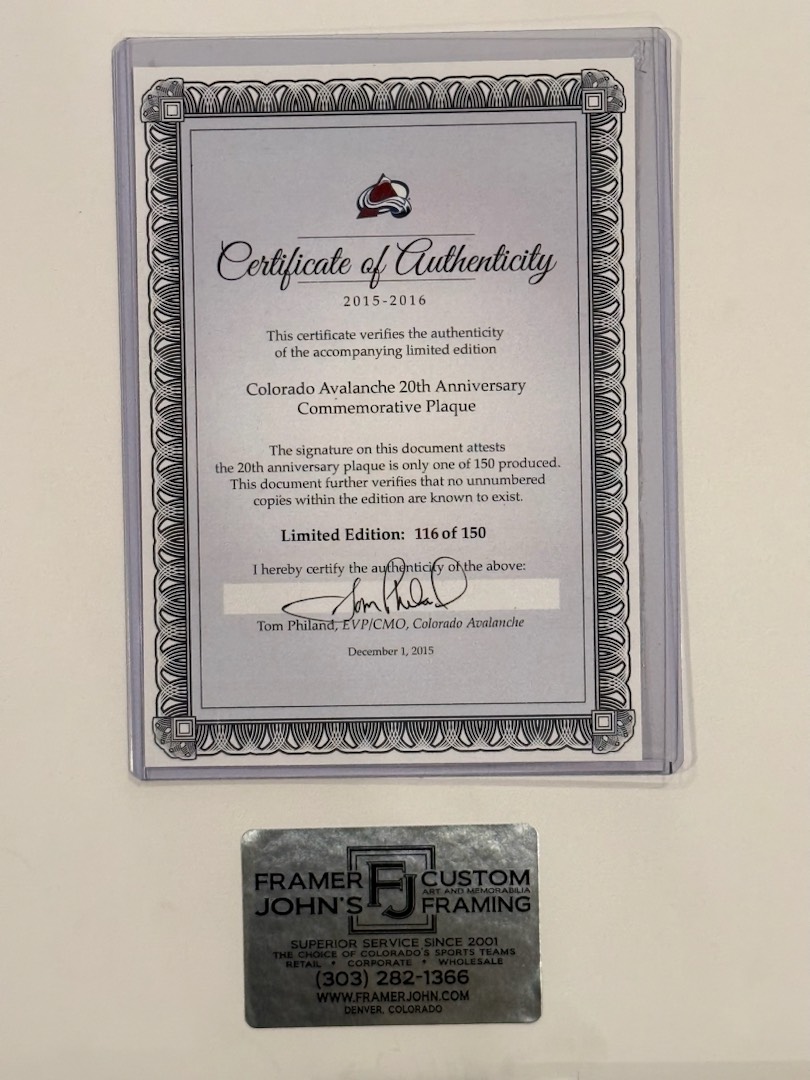 Certificate of Authenticity
2015-2016
This certificate verifies the authenticity
of the accompanying limited edition
Colorado Avalanche 20th Anniversary
Commemorative Plaque
The signature on this document attests
the 20th anniversary plaque is only one of 150 produced.
This document further verifies that no unnumbered
copies within the edition are known to exist.
Limited Edition: 116 of 150
I hereby certify the authenticity of the above:
Tom Philand
Tom Philand, EVP/CMO, Colorado Avalanche
December 1, 2015
FRAMER JOHN'S
FJ
CUSTOM
ART AND MEMORABILIA
FRAMING
SUPERIOR SERVICE SINCE 2001
THE CHOICE OF COLORADO'S SPORTS TEAMS
RETAIL • CORPORATE • WHOLESALE
(303) 282-1366
WWW.FRAMERJOHN.COM
DENVER, COLORADO